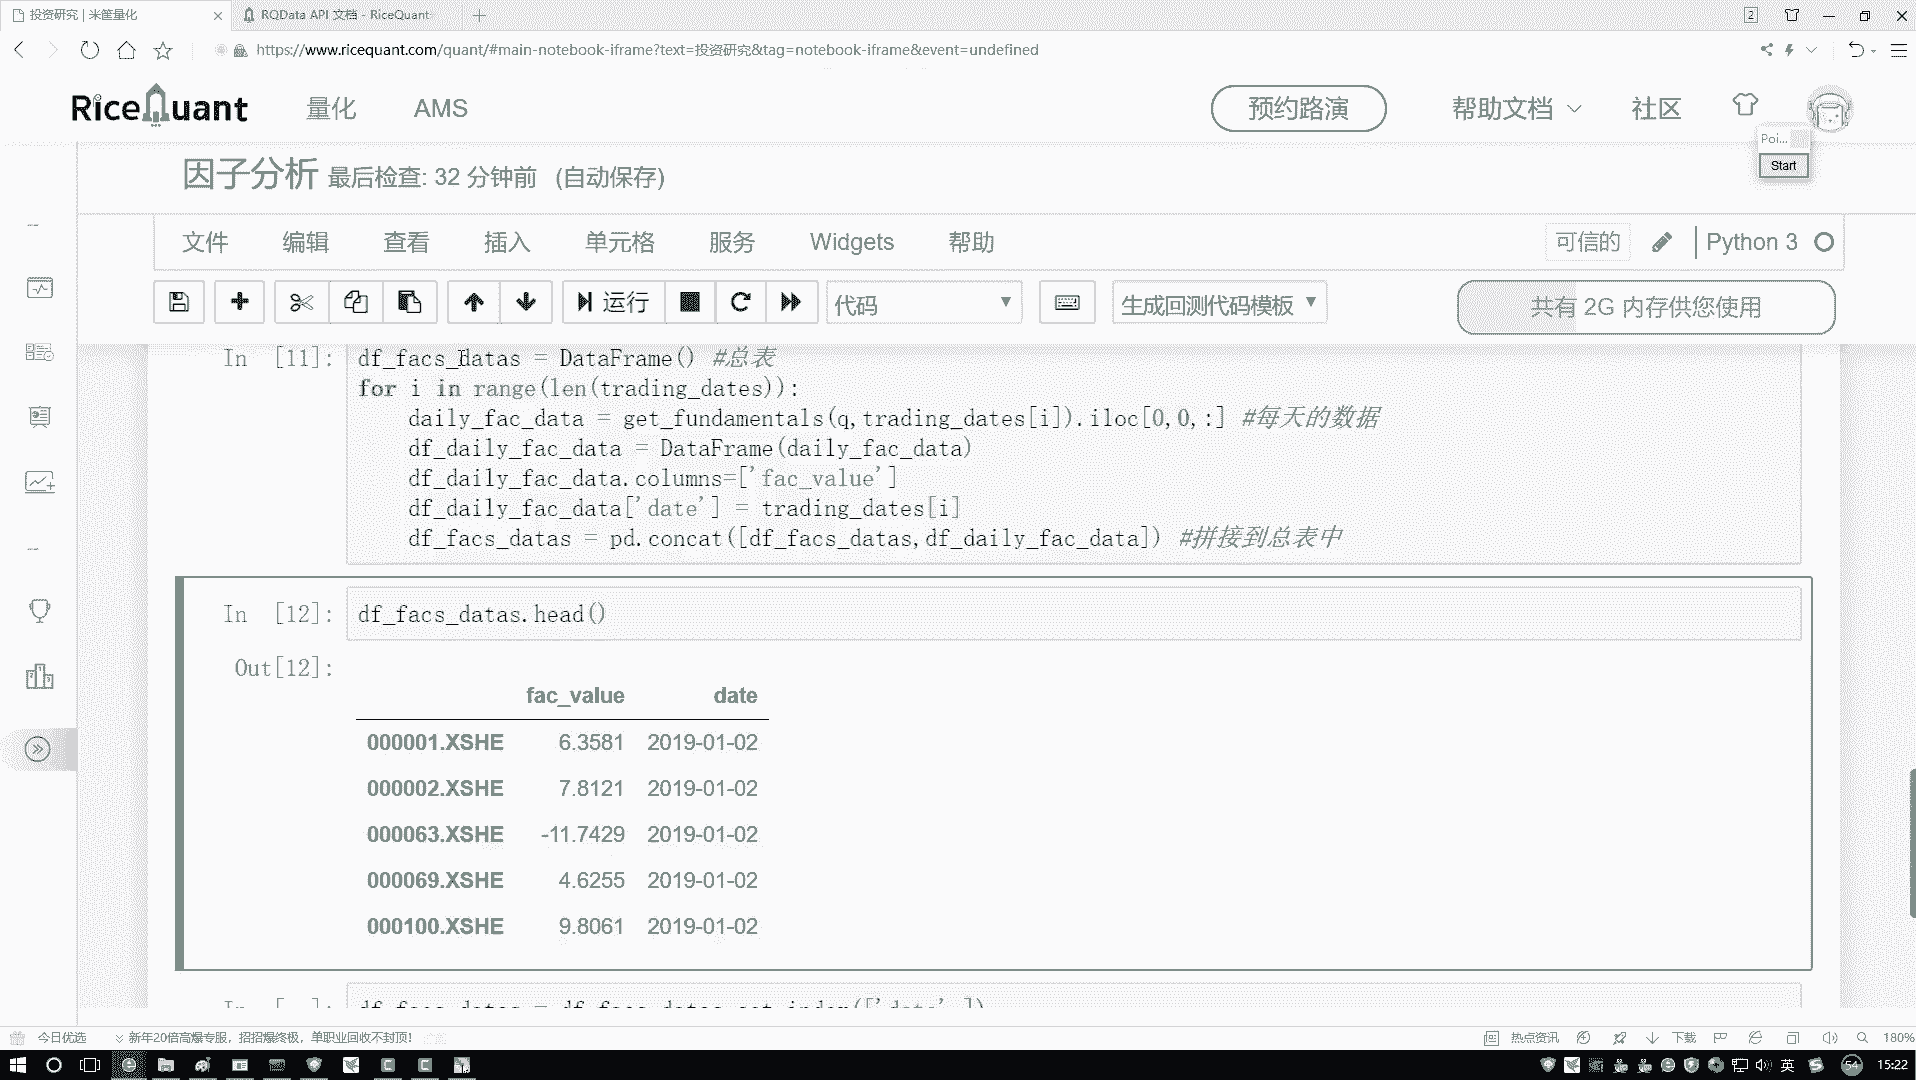 投资研究 | 米筐量化
RQData API 文档 - RiceQuant
2
https://www.ricequant.com/quant/#main-notebook-iframe?text=投资研究&tag=notebook-iframe&event=undefined
RiceQuant
量化
AMS
预约路演
帮助文档
社区
Poi...
Start
因子分析 最后检查: 32 分钟前 (自动保存)
文件 编辑 查看 插入 单元格 服务 Widgets 帮助
可信的
Python 3
运行
代码
生成回测代码模板
共有 2G 内存供您使用
In [11]:
df_facs_datas = DataFrame() #总表
for i in range(len(trading_dates)):
daily_fac_data = get_fundamentals(q,trading_dates[i]).iloc[0,0,:] #每天的数据
df_daily_fac_data = DataFrame(daily_fac_data)
df_daily_fac_data.columns=['fac_value']
df_daily_fac_data['date'] = trading_dates[i]
df_facs_datas = pd.concat([df_facs_datas,df_daily_fac_data]) #拼接到总表中
In [12]:
df_facs_datas.head()
Out[12]:
fac_value date
000001.XSHE 6.3581 2019-01-02
000002.XSHE 7.8121 2019-01-02
000063.XSHE -11.7429 2019-01-02
000069.XSHE 4.6255 2019-01-02
000100.XSHE 9.8061 2019-01-02
In [ ]:
df_facs_datas = df_facs_datas.set_index(['date'])
今日优选
新年20倍高爆专服，招招爆终极，单职业回收不封顶!
热点资讯
下载
180%
英
54
15:22